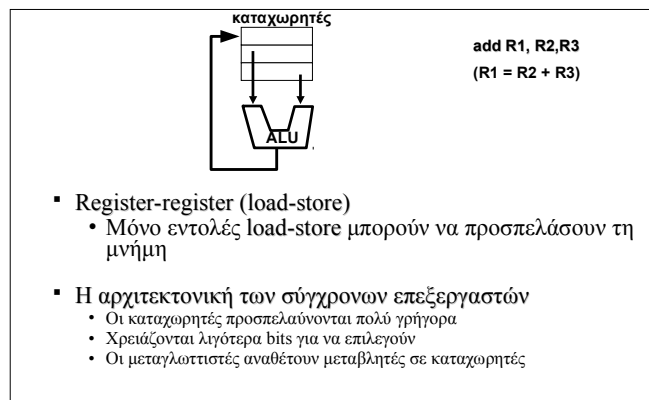 καταχωρητές
add R1, R2,R3
(R1 = R2 + R3)
ALU
▪ Register-register (load-store)
• Μόνο εντολές load-store μπορούν να προσπελάσουν τη
μνήμη
▪ Η αρχιτεκτονική των σύγχρονων επεξεργαστών
• Οι καταχωρητές προσπελαύνονται πολύ γρήγορα
• Χρειάζονται λιγότερα bits για να επιλεγούν
• Οι μεταγλωττιστές αναθέτουν μεταβλητές σε καταχωρητές